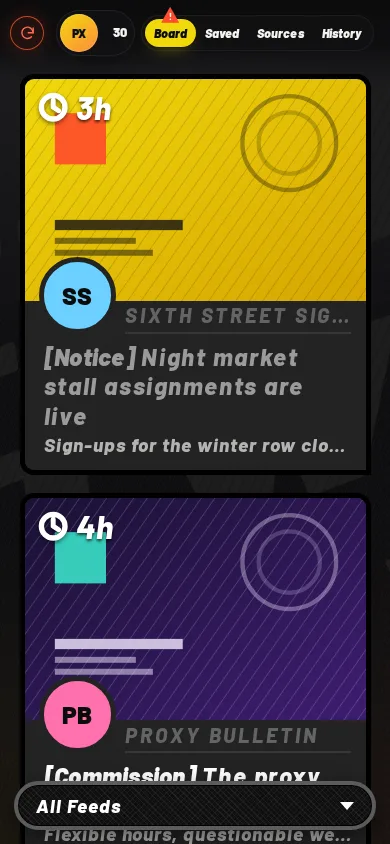 PX
30
Board
Saved
Sources
History
3h
SS
SIXTH STREET SIG...
[Notice] Night market
stall assignments are
live
Sign-ups for the winter row clo...
4h
PB
PROXY BULLETIN
[Commission] The proxy
All Feeds
Flexible hours, questionable we...